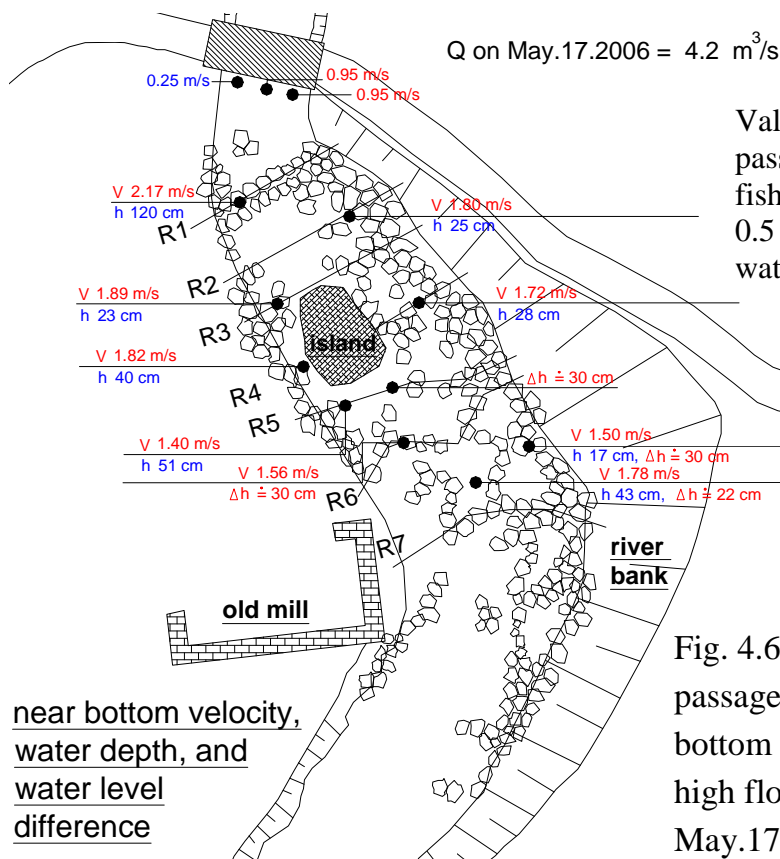 Q on May.17.2006 = 4.2 m³/s
0.25 m/s
0.95 m/s
0.95 m/s
Val
pass
fish
0.5
wat
V 2.17 m/s
h 120 cm
R1
V 1.80 m/s
h 25 cm
R2
V 1.89 m/s
h 23 cm
R3
V 1.72 m/s
h 28 cm
island
V 1.82 m/s
h 40 cm
R4
Δh ≐ 30 cm
R5
V 1.40 m/s
h 51 cm
V 1.50 m/s
h 17 cm, Δh ≐ 30 cm
V 1.56 m/s
Δh ≐ 30 cm
R6
V 1.78 m/s
h 43 cm, Δh ≐ 22 cm
R7
river
bank
old mill
near bottom velocity,
water depth, and
water level
difference
Fig. 4.6
passage
bottom
high flo
May.17